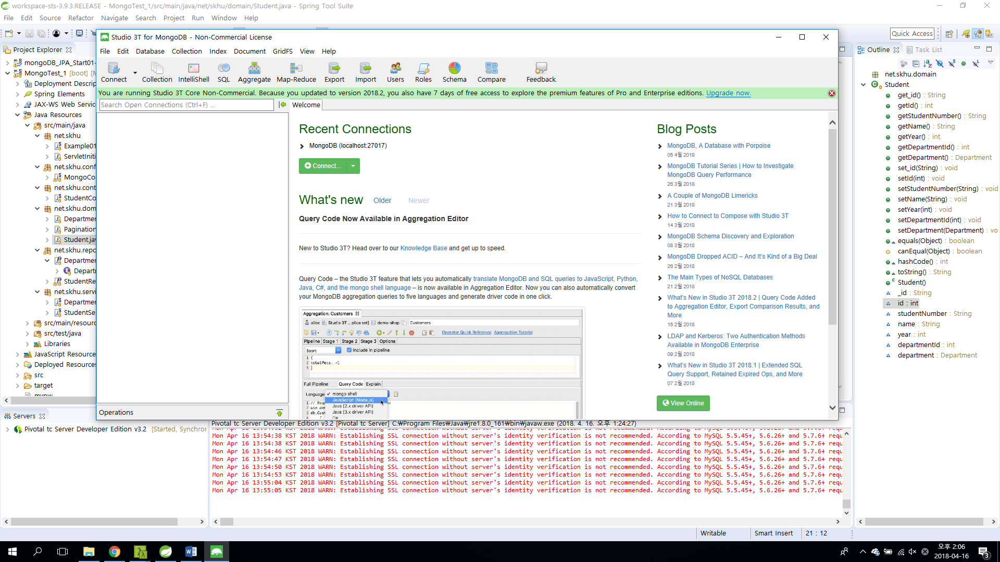 workspace-sts-3.9.3.RELEASE - MongoTest_1/src/main/java/net/skhu/domain/Student.java - Spring Tool Suite
File Edit Source Refactor Navigate Search Project Run Window Help
Quick Access
Project Explorer
mongoDB_JPA_Start01-
MongoTest_1 [boot] [M
Deployment Descrip
Spring Elements
JAX-WS Web Servic
Java Resources
src/main/java
net.skhu
Example01
ServletIniti
net.skhu.conf
MongoCo
net.skhu.cont
StudentCo
net.skhu.dom
Departmer
Pagination
Student.jav
net.skhu.repo
Departmer
Departi
StudentRe
net.skhu.servi
Departmer
StudentSe
src/main/resourc
src/test/java
Libraries
JavaScript Resource
Deployed Resources
src
target
mvnw
Studio 3T for MongoDB - Non-Commercial License
File Edit Database Collection Index Document GridFS View Help
Connect Collection IntelliShell SQL Aggregate Map-Reduce Export Import Users Roles Schema Compare Feedback
You are running Studio 3T Core Non-Commercial. Because you updated to version 2018.2, you also have 7 days of free access to explore the premium features of Pro and Enterprise editions. Upgrade now.
Search Open Connections (Ctrl+F) ...
Welcome
Recent Connections
MongoDB (localhost:27017)
Connect...
What's new Older Newer
Query Code Now Available in Aggregation Editor
New to Studio 3T? Head over to our Knowledge Base and get up to speed.
Query Code – the Studio 3T feature that lets you automatically translate MongoDB and SQL queries to JavaScript, Python,
Java, C#, and the mongo shell language – is now available in Aggregation Editor. Now you can also automatically convert
your MongoDB aggregation queries to five languages and generate driver code in one click.
Aggregation: Customers
alice Studio 3T ...plica set] demo-shop Customers
Operator Quick Reference Aggregation Tutorial
Pipeline Stage 1 Stage 2 Stage 3 Options
$sort Include in pipeline
1 {
2 totalPets: -1
3 }
Full Pipeline Query Code Explain
Language ✓ mongo shell
JavaScript (Node.js)
Java (2.x driver API)
Java (3.x driver API)
C#
1 // Req
2 use de
3 db.Cust
4 [
Blog Posts
MongoDB, A Database with Porpoise
05 4월 2018
MongoDB Tutorial Series | How to Investigate
MongoDB Query Performance
26 3월 2018
A Couple of MongoDB Limericks
21 3월 2018
How to Connect to Compose with Studio 3T
14 3월 2018
MongoDB Schema Discovery and Exploration
08 3월 2018
MongoDB Dropped ACID – And It's Kind of a Big Deal
26 2월 2018
The Main Types of NoSQL Databases
21 2월 2018
What's New in Studio 3T 2018.2 | Query Code Added
to Aggregation Editor, Export Comparison Results, and
More
15 2월 2018
LDAP and Kerberos: Two Authentication Methods
Available in MongoDB Enterprise
09 2월 2018
What's New in Studio 3T 2018.1 | Extended SQL
Query Support, Retained Expired Ops, and More
07 2월 2018
View Online
Operations
Outline Task List
net.skhu.domain
Student
get_id() : String
getId() : int
getStudentNumber() : String
getName() : String
getYear() : int
getDepartmentId() : int
getDepartment() : Department
set_id(String) : void
setId(int) : void
setStudentNumber(String) : void
setName(String) : void
setYear(int) : void
setDepartmentId(int) : void
setDepartment(Department) : vo
equals(Object) : boolean
canEqual(Object) : boolean
hashCode() : int
toString() : String
Student()
_id : String
id : int
studentNumber : String
name : String
year : int
departmentId : int
department : Department
Servers
Pivotal tc Server Developer Edition v3.2 [Started, Synchror
Pivotal tc Server Developer Edition v3.2 [Pivotal tc Server] C:₩Program Files₩Java₩jre1.8.0_161₩bin₩javaw.exe (2018. 4. 16. 오후 1:24:27)
Mon Apr 16 13:54:38 KST 2018 WARN: Establishing SSL connection without server's identity verification is not recommended. According to MySQL 5.5.45+, 5.6.26+ and 5.7.6+ requ
Mon Apr 16 13:54:38 KST 2018 WARN: Establishing SSL connection without server's identity verification is not recommended. According to MySQL 5.5.45+, 5.6.26+ and 5.7.6+ requ
Mon Apr 16 13:54:46 KST 2018 WARN: Establishing SSL connection without server's identity verification is not recommended. According to MySQL 5.5.45+, 5.6.26+ and 5.7.6+ requ
Mon Apr 16 13:54:47 KST 2018 WARN: Establishing SSL connection without server's identity verification is not recommended. According to MySQL 5.5.45+, 5.6.26+ and 5.7.6+ requ
Mon Apr 16 13:54:50 KST 2018 WARN: Establishing SSL connection without server's identity verification is not recommended. According to MySQL 5.5.45+, 5.6.26+ and 5.7.6+ requ
Mon Apr 16 13:54:53 KST 2018 WARN: Establishing SSL connection without server's identity verification is not recommended. According to MySQL 5.5.45+, 5.6.26+ and 5.7.6+ requ
Mon Apr 16 13:55:04 KST 2018 WARN: Establishing SSL connection without server's identity verification is not recommended. According to MySQL 5.5.45+, 5.6.26+ and 5.7.6+ requ
Mon Apr 16 13:55:05 KST 2018 WARN: Establishing SSL connection without server's identity verification is not recommended. According to MySQL 5.5.45+, 5.6.26+ and 5.7.6+ requ
Writable Smart Insert 21 : 12
오후 2:06
2018-04-16
3